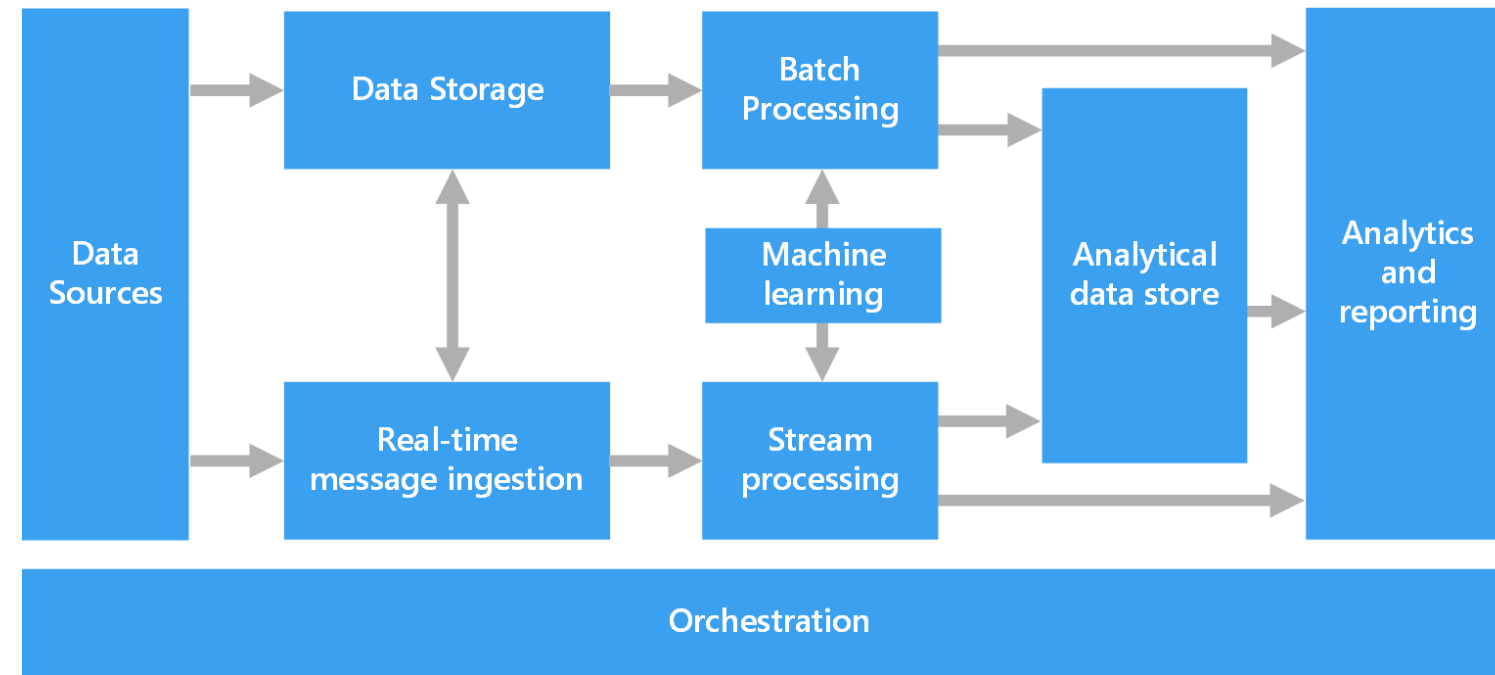 Data
Sources
Data Storage
Real-time
message ingestion
Batch
Processing
Machine
learning
Stream
processing
Analytical
data store
Analytics
and
reporting
Orchestration